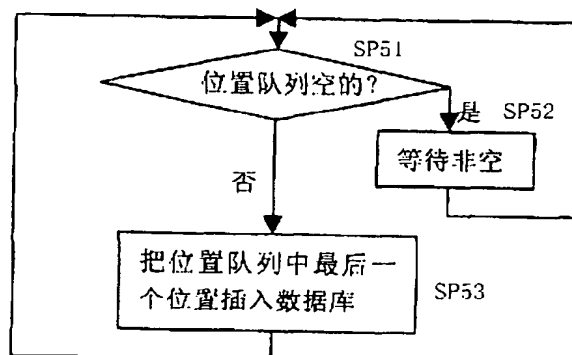 SP51
位置队列空的?
是 SP52
等待非空
否
把位置队列中最后一
个位置插入数据库
SP53